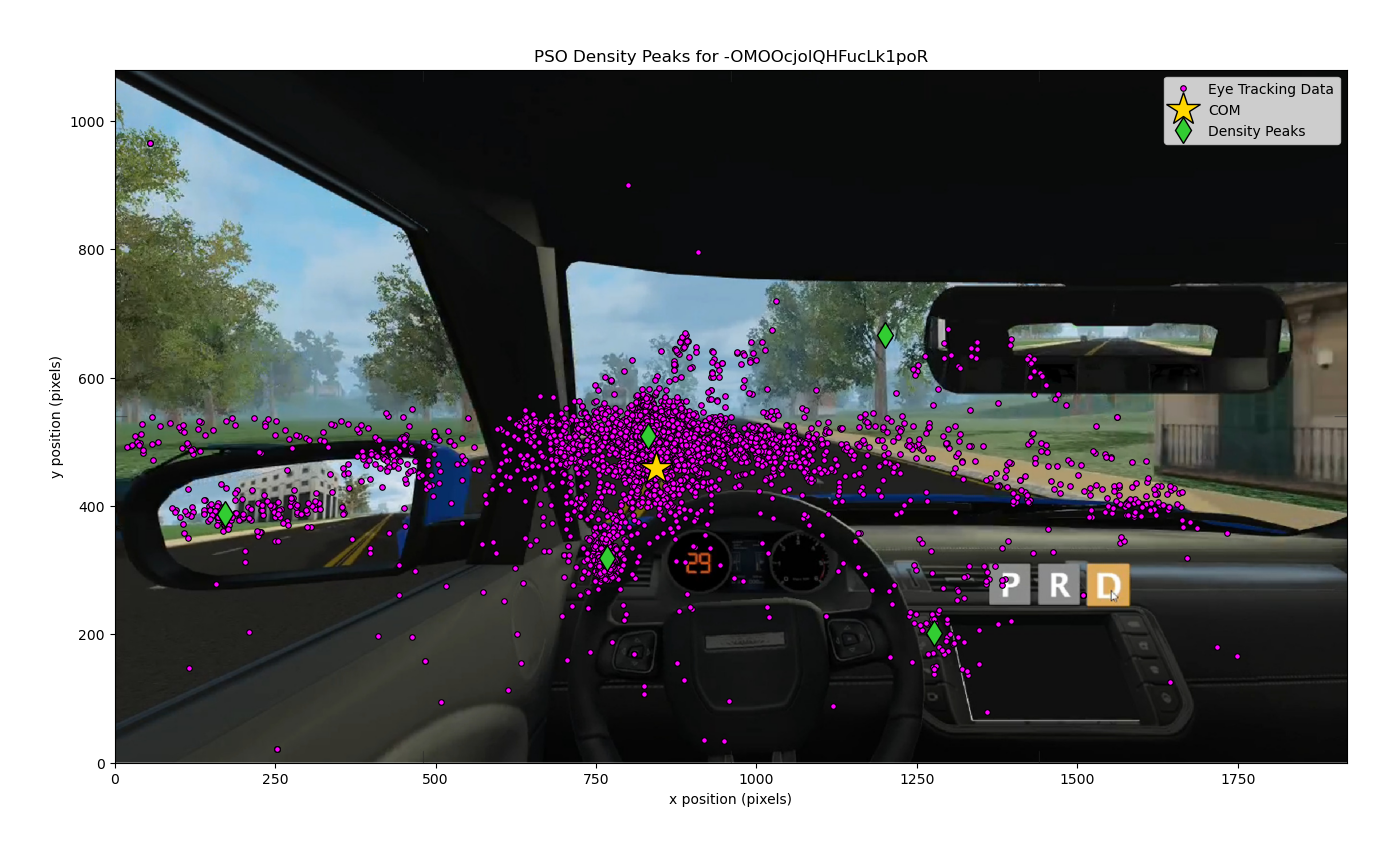 PSO Density Peaks for -OMOOcjolQHFucLk1poR
Eye Tracking Data
COM
Density Peaks
1000
800
600
400
200
0
y position (pixels)
29
P R D
0 250 500 750 1000 1250 1500 1750
x position (pixels)